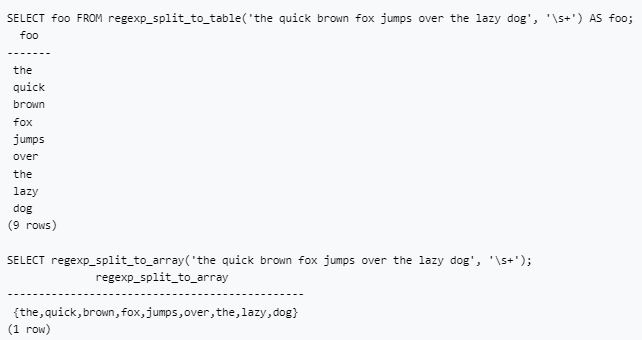 SELECT foo FROM regexp_split_to_table('the quick brown fox jumps over the lazy dog', '\s+') AS foo;
  foo
-------
 the
 quick
 brown
 fox
 jumps
 over
 the
 lazy
 dog
(9 rows)

SELECT regexp_split_to_array('the quick brown fox jumps over the lazy dog', '\s+');
              regexp_split_to_array
-----------------------------------------------
 {the,quick,brown,fox,jumps,over,the,lazy,dog}
(1 row)